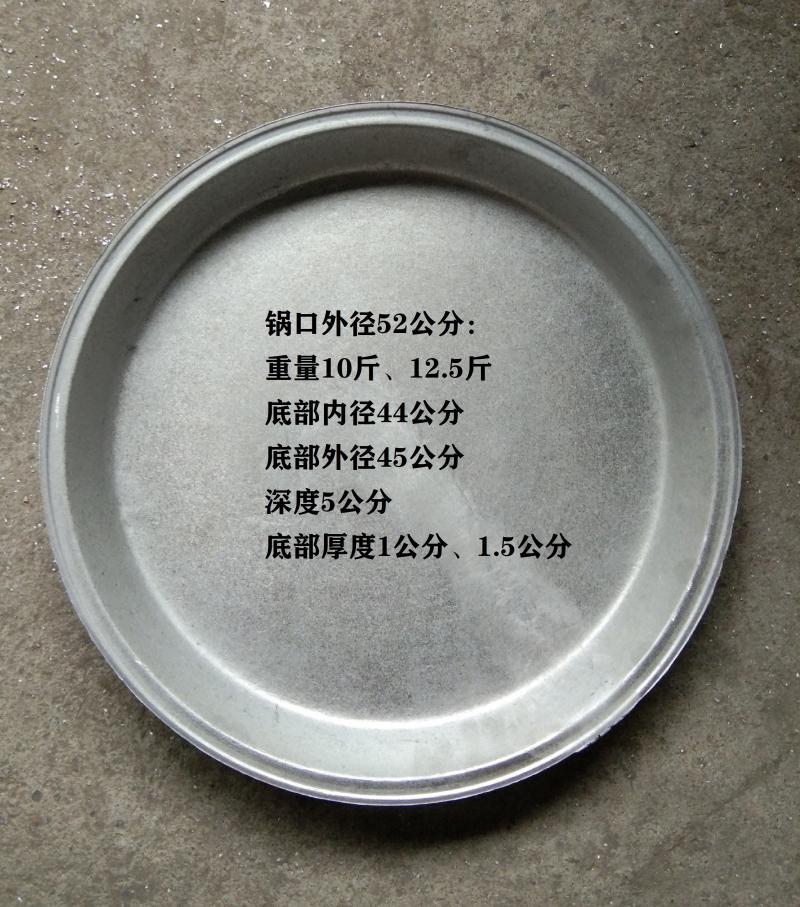 锅口外径52公分：
重量10斤、12.5斤
底部内径44公分
底部外径45公分
深度5公分
底部厚度1公分、1.5公分